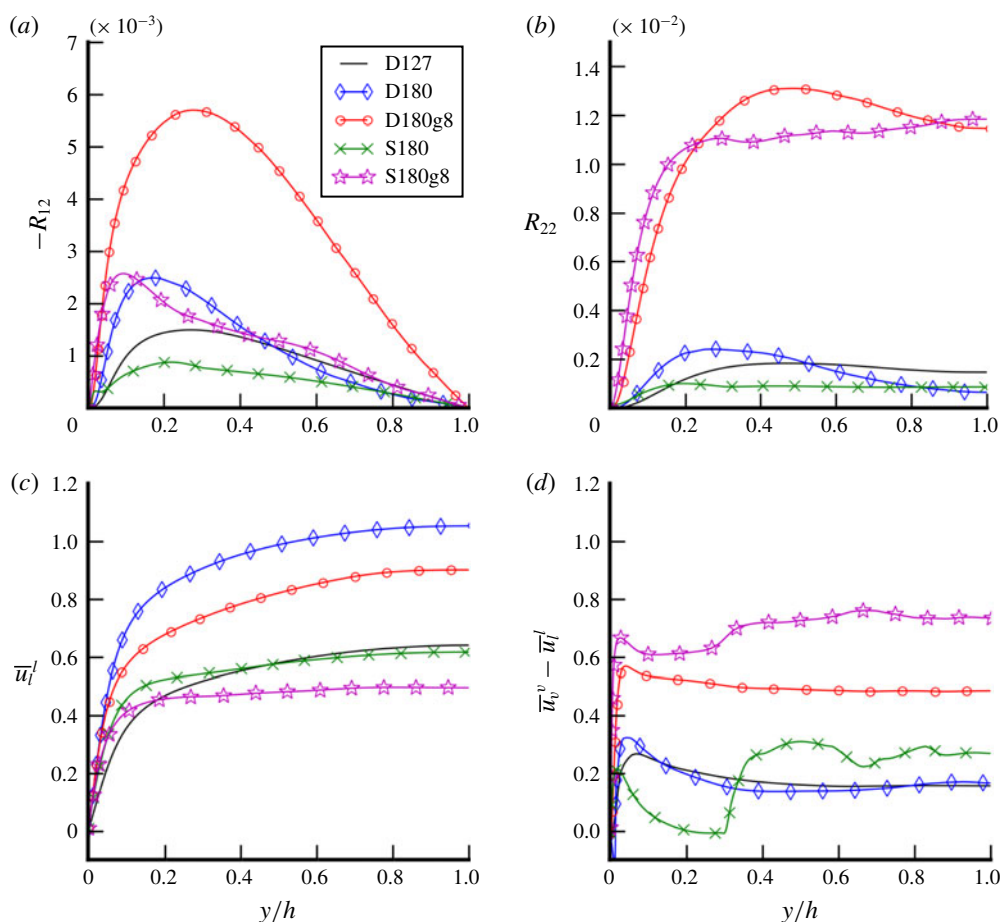 (a) (× 10⁻³)
7
6
5
4
3
2
1
0 0.2 0.4 0.6 0.8 1.0
−R₁₂
D127
D180
D180g8
S180
S180g8
(b) (× 10⁻²)
1.4
1.2
1.0
0.8
0.6
0.4
0.2
0 0.2 0.4 0.6 0.8 1.0
R₂₂
(c)
1.2
1.0
0.8
0.6
0.4
0.2
0
0 0.2 0.4 0.6 0.8 1.0
u̅ₗˡ
y/h
(d)
1.2
1.0
0.8
0.6
0.4
0.2
0
0 0.2 0.4 0.6 0.8 1.0
u̅ᵥᵛ − u̅ₗˡ
y/h